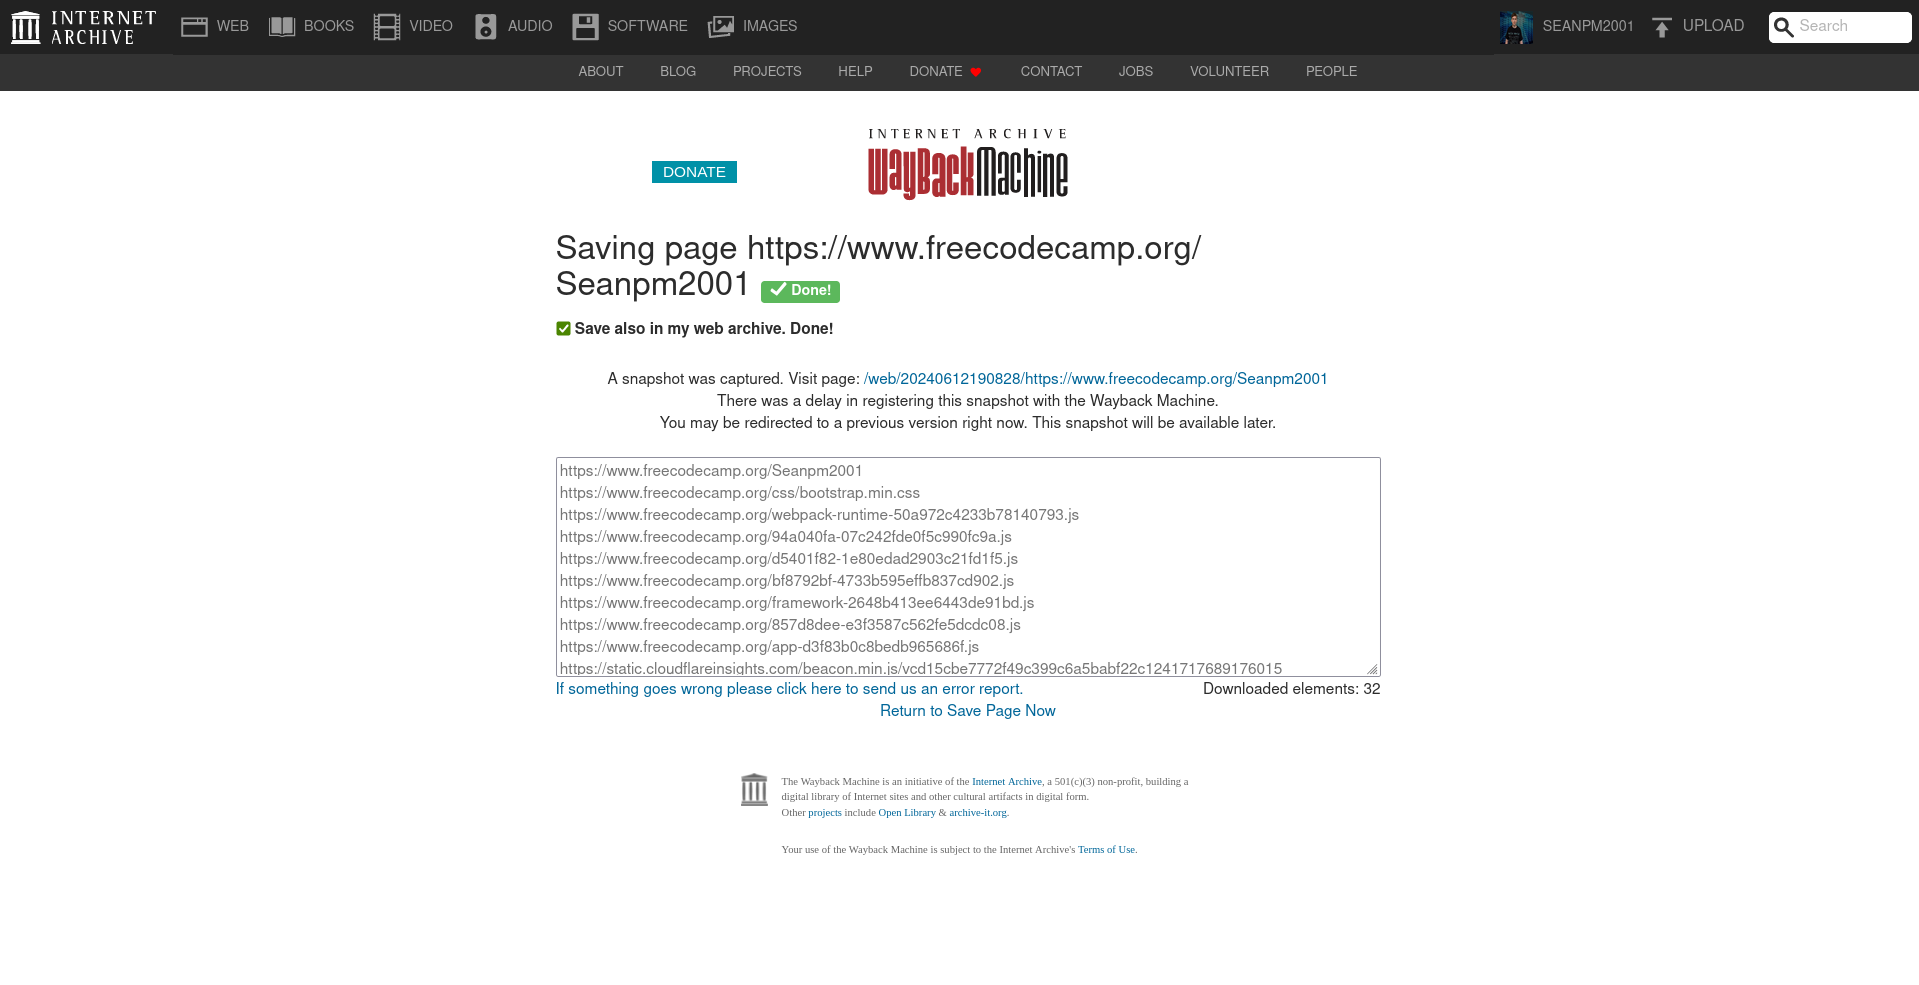 INTERNET ARCHIVE WEB BOOKS VIDEO AUDIO SOFTWARE IMAGES SEANPM2001 UPLOAD Search
ABOUT BLOG PROJECTS HELP DONATE CONTACT JOBS VOLUNTEER PEOPLE
INTERNET ARCHIVE
DONATE WayBackMachine
Saving page https://www.freecodecamp.org/
Seanpm2001 Done!
Save also in my web archive. Done!
A snapshot was captured. Visit page: /web/20240612190828/https://www.freecodecamp.org/Seanpm2001
There was a delay in registering this snapshot with the Wayback Machine.
You may be redirected to a previous version right now. This snapshot will be available later.
https://www.freecodecamp.org/Seanpm2001
https://www.freecodecamp.org/css/bootstrap.min.css
https://www.freecodecamp.org/webpack-runtime-50a972c4233b78140793.js
https://www.freecodecamp.org/94a040fa-07c242fde0f5c990fc9a.js
https://www.freecodecamp.org/d5401f82-1e80edad2903c21fd1f5.js
https://www.freecodecamp.org/bf8792bf-4733b595effb837cd902.js
https://www.freecodecamp.org/framework-2648b413ee6443de91bd.js
https://www.freecodecamp.org/857d8dee-e3f3587c562fe5dcdc08.js
https://www.freecodecamp.org/app-d3f83b0c8bedb965686f.js
https://static.cloudflareinsights.com/beacon.min.js/vcd15cbe7772f49c399c6a5babf22c1241717689176015
If something goes wrong please click here to send us an error report. Downloaded elements: 32
Return to Save Page Now
The Wayback Machine is an initiative of the Internet Archive, a 501(c)(3) non-profit, building a
digital library of Internet sites and other cultural artifacts in digital form.
Other projects include Open Library & archive-it.org.
Your use of the Wayback Machine is subject to the Internet Archive's Terms of Use.